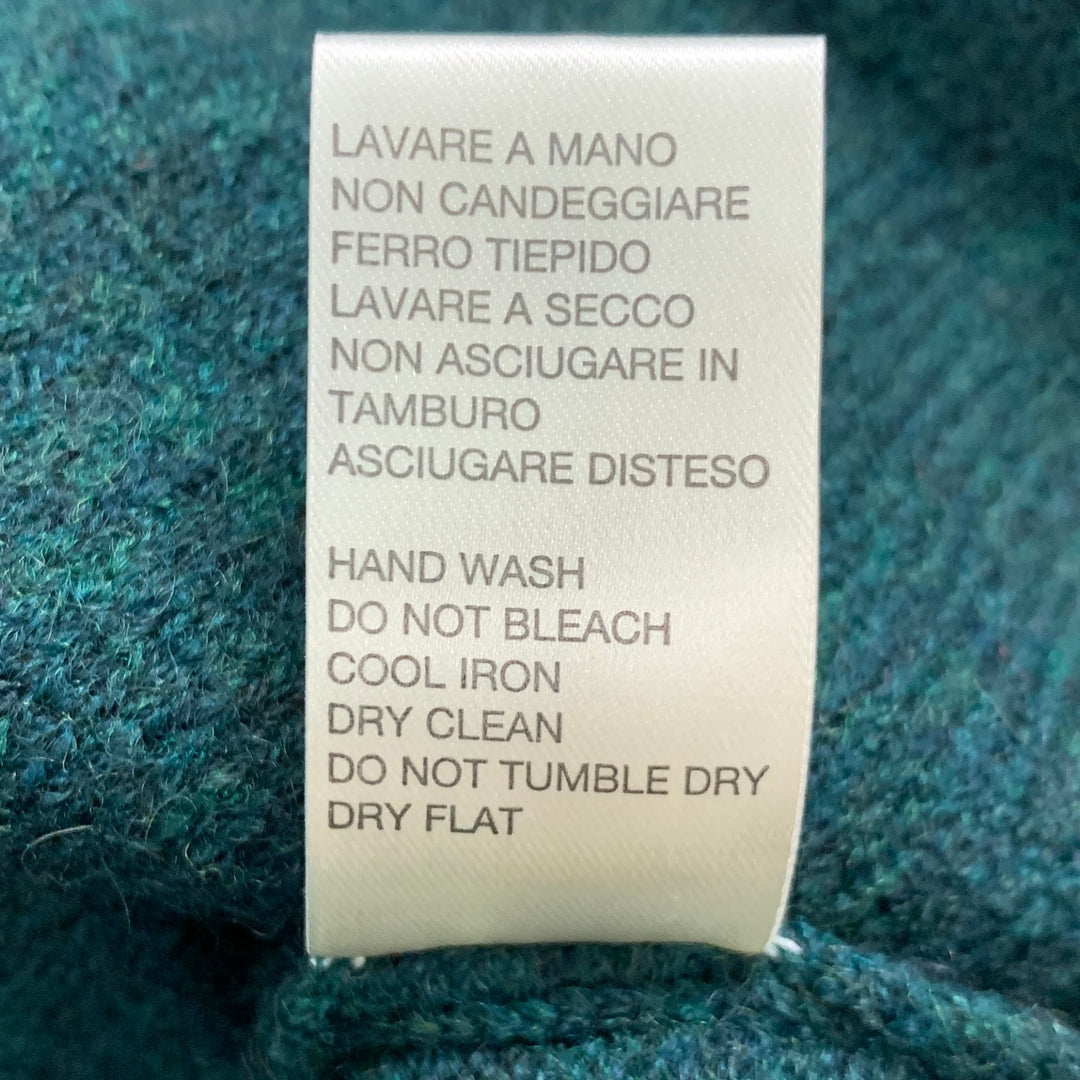 LAVARE A MANO
NON CANDEGGIARE
FERRO TIEPIDO
LAVARE A SECCO
NON ASCIUGARE IN
TAMBURO
ASCIUGARE DISTESO
HAND WASH
DO NOT BLEACH
COOL IRON
DRY CLEAN
DO NOT TUMBLE DRY
DRY FLAT